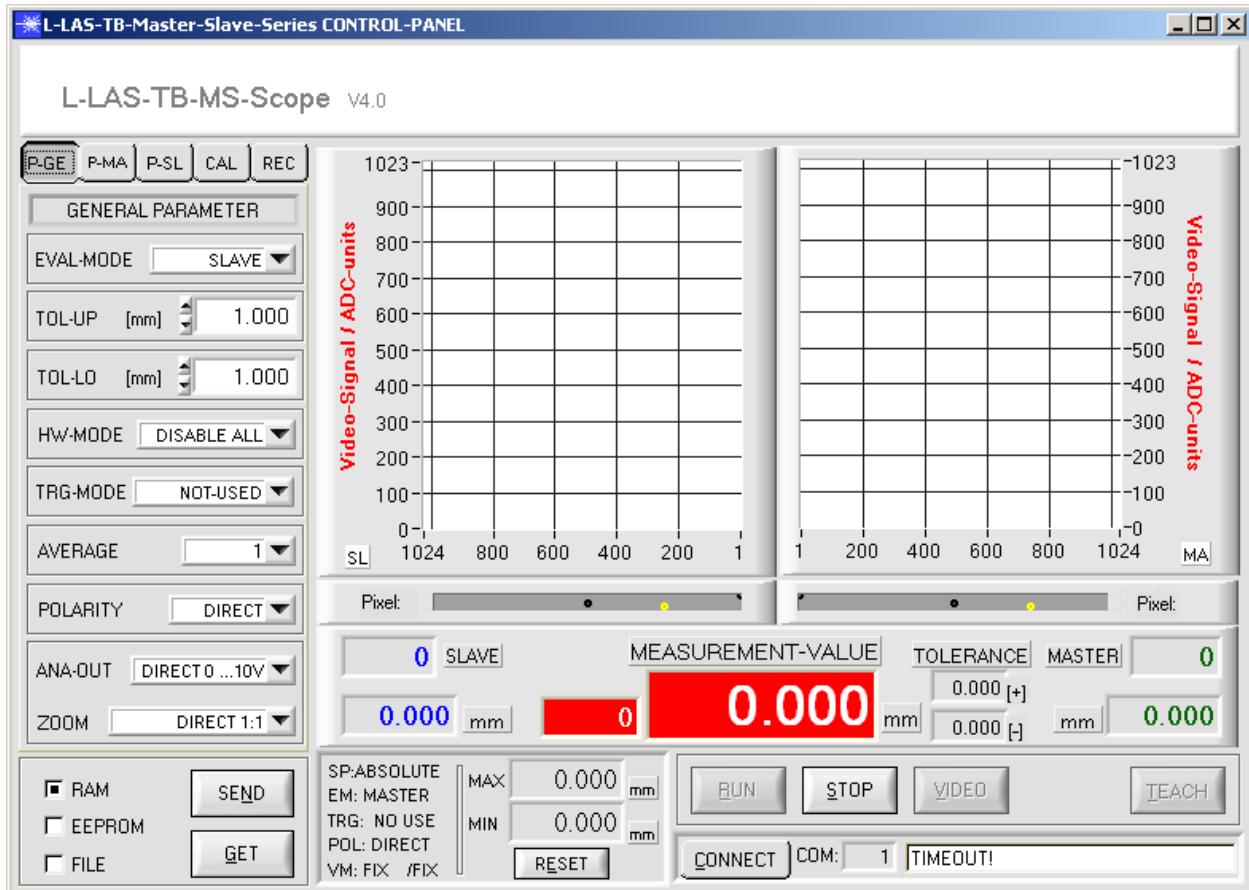 L-LAS-TB-Master-Slave-Series CONTROL-PANEL
L-LAS-TB-MS-Scope V4.0
P-GE P-MA P-SL CAL REC
GENERAL PARAMETER
EVAL-MODE SLAVE
TOL-UP [mm] 1.000
TOL-LO [mm] 1.000
HW-MODE DISABLE ALL
TRG-MODE NOT-USED
AVERAGE 1
POLARITY DIRECT
ANA-OUT DIRECT 0 ...10V
ZOOM DIRECT 1:1
RAM
EEPROM
FILE
SEND
GET
Video-Signal / ADC-units
1023
900
800
700
600
500
400
300
200
100
0
SL 1024 800 600 400 200 1
1023
900
800
700
600
500
400
300
200
100
0
Video-Signal / ADC-units
1 200 400 600 800 1024 MA
Pixel:
Pixel:
0 SLAVE
0.000 mm
MEASUREMENT-VALUE
0 0.000 mm
TOLERANCE
0.000 [+]
0.000 [-]
MASTER 0
mm 0.000
SP:ABSOLUTE
EM: MASTER
TRG: NO USE
POL: DIRECT
VM: FIX /FIX
MAX 0.000 mm
MIN 0.000 mm
RESET
RUN STOP VIDEO TEACH
CONNECT COM: 1 TIMEOUT!